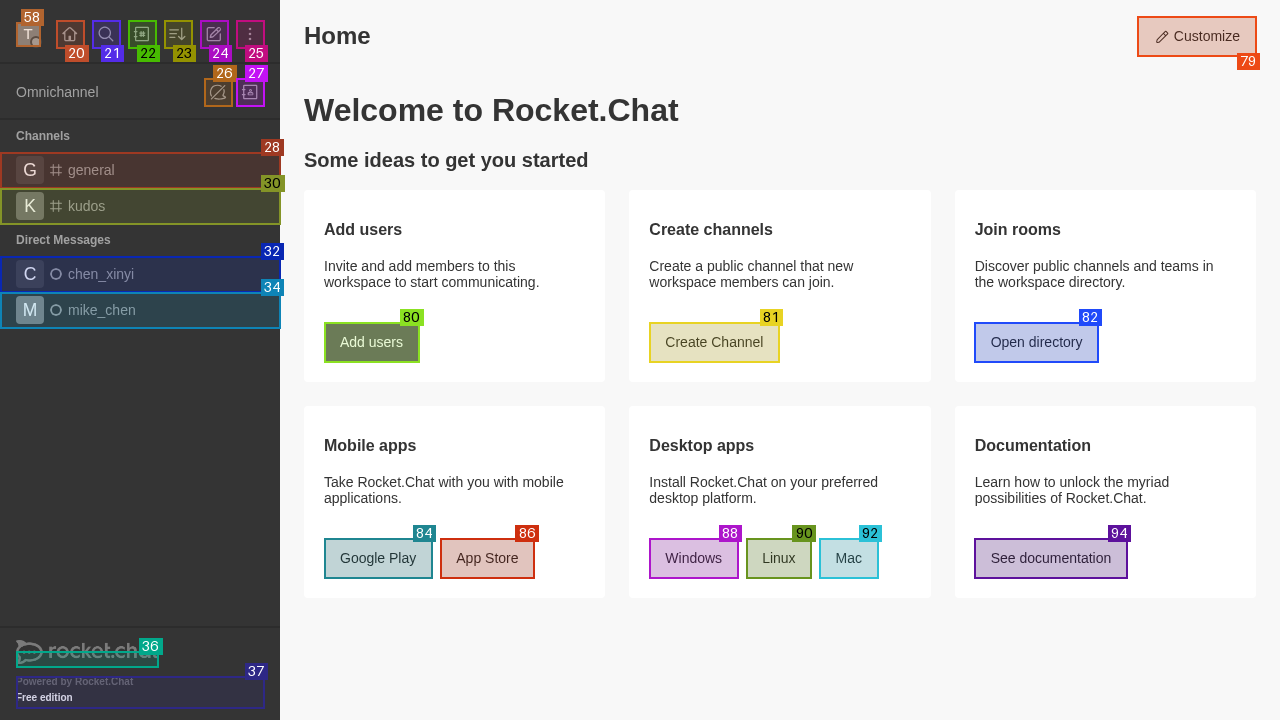 58
T
20
21
22
23
24
25
Omnichannel
26
27
Channels
28
G general
30
K kudos
Direct Messages
32
C chen_xinyi
34
M mike_chen
36
rocket.chat
37
Powered by Rocket.Chat
Free edition
Home
Customize
79
Welcome to Rocket.Chat
Some ideas to get you started
Add users
Invite and add members to this
workspace to start communicating.
80
Add users
Create channels
Create a public channel that new
workspace members can join.
81
Create Channel
Join rooms
Discover public channels and teams in
the workspace directory.
82
Open directory
Mobile apps
Take Rocket.Chat with you with mobile
applications.
84
Google Play
86
App Store
Desktop apps
Install Rocket.Chat on your preferred
desktop platform.
88
Windows
90
Linux
92
Mac
Documentation
Learn how to unlock the myriad
possibilities of Rocket.Chat.
94
See documentation